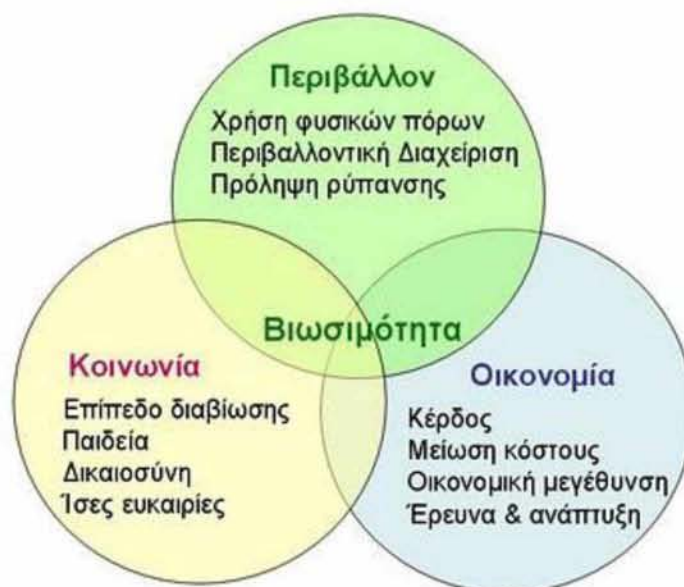 Περιβάλλον
Χρήση φυσικών πόρων
Περιβαλλοντική Διαχείριση
Πρόληψη ρύπανσης
Βιωσιμότητα
Κοινωνία
Επίπεδο διαβίωσης
Παιδεία
Δικαιοσύνη
Ίσες ευκαιρίες
Οικονομία
Κέρδος
Μείωση κόστους
Οικονομική μεγέθυνση
Έρευνα & ανάπτυξη